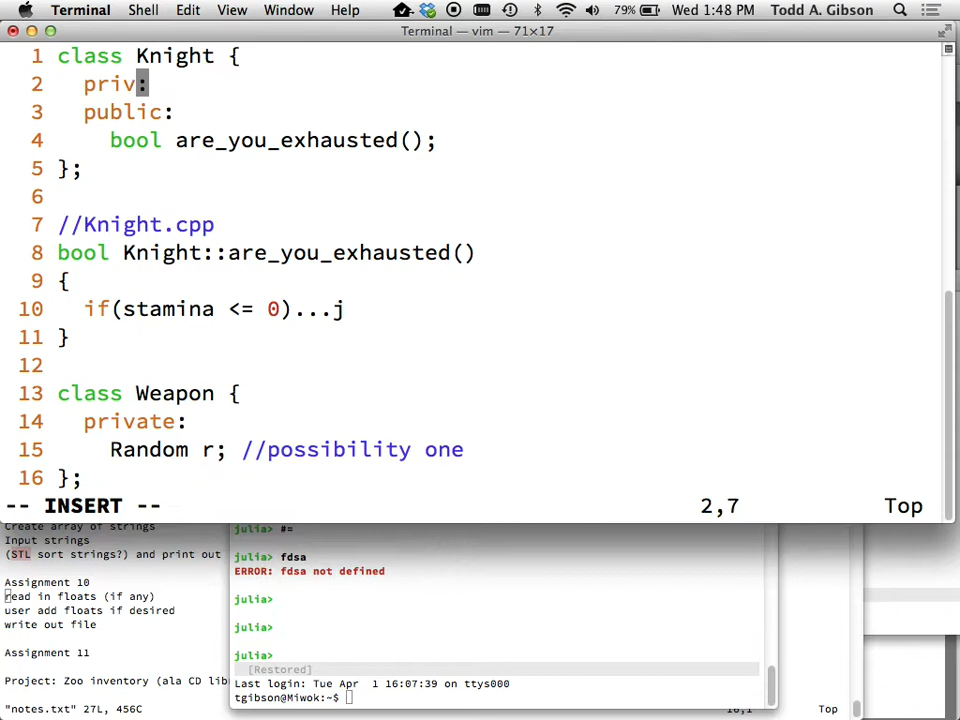 Terminal Shell Edit View Window Help 79% Wed 1:48 PM Todd A. Gibson
Terminal — vim — 71×17
1 class Knight {
2   priv:
3   public:
4     bool are_you_exhausted();
5 };
6
7 //Knight.cpp
8 bool Knight::are_you_exhausted()
9 {
10   if(stamina <= 0)...j
11 }
12
13 class Weapon {
14   private:
15     Random r; //possibility one
16 };
-- INSERT -- 2,7 Top
Create array of strings
Input strings
(STL sort strings?) and print out
Assignment 10
read in floats (if any)
user add floats if desired
write out file
Assignment 11
Project: Zoo inventory (ala CD lib
"notes.txt" 27L, 456C
julia> #=
julia> fdsa
ERROR: fdsa not defined
julia>
julia>
julia>
[Restored]
Last login: Tue Apr  1 16:07:39 on ttys000
tgibson@Miwok:~$
Top